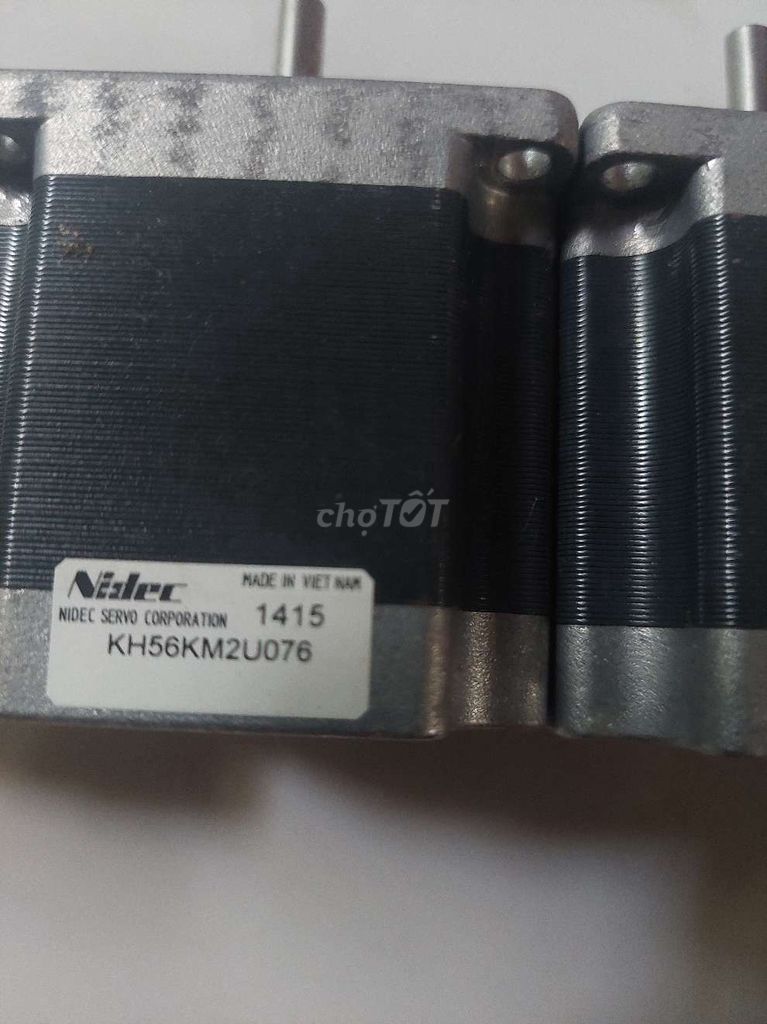 chợTỐT
Nidec MADE IN VIET NAM
NIDEC SERVO CORPORATION 1415
KH56KM2U076